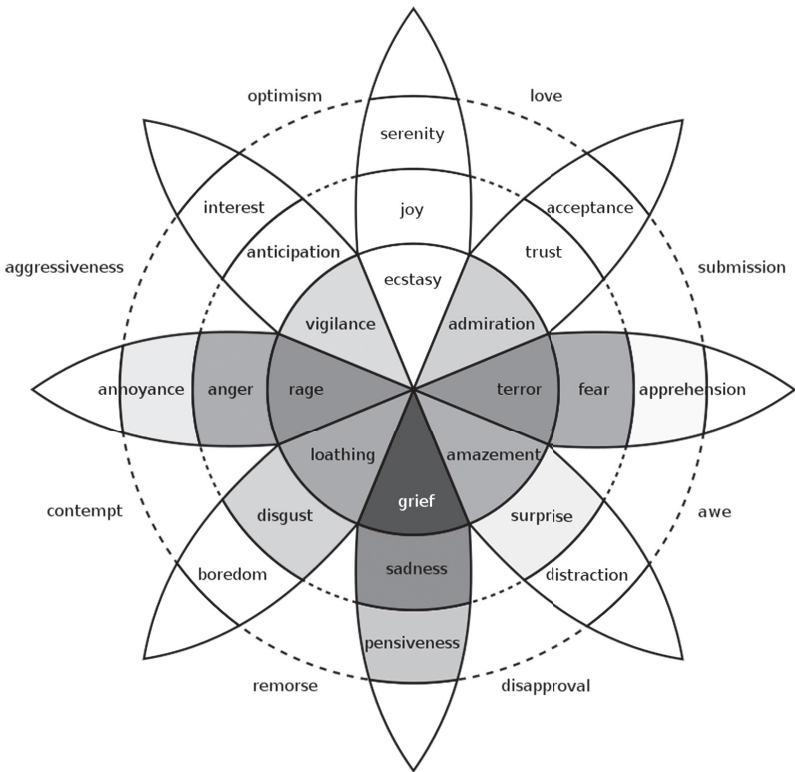 optimism
love
serenity
interest
joy
acceptance
anticipation
trust
aggressiveness
submission
ecstasy
vigilance
admiration
annoyance
anger
rage
terror
fear
apprehension
loathing
amazement
grief
contempt
disgust
surprise
awe
sadness
boredom
distraction
pensiveness
remorse
disapproval